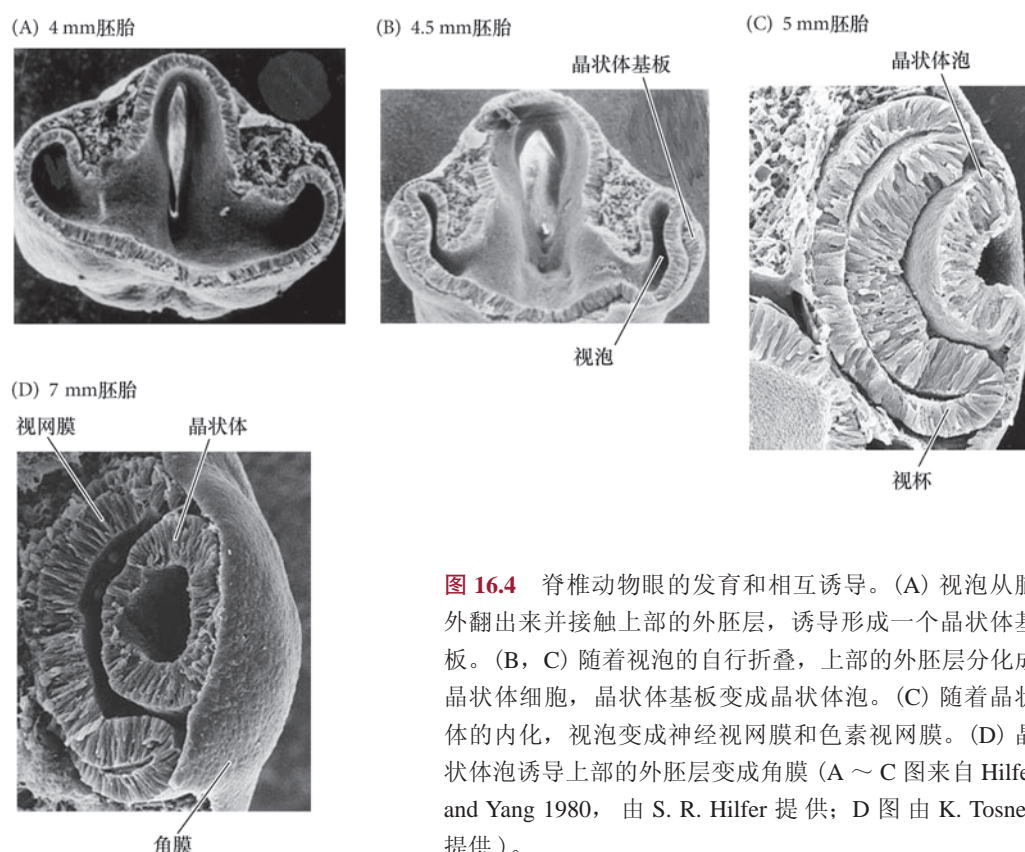 (A) 4 mm胚胎
(B) 4.5 mm胚胎
晶状体基板
视泡
(C) 5 mm胚胎
晶状体泡
视杯
(D) 7 mm胚胎
视网膜
晶状体
角膜
图 16.4 脊椎动物眼的发育和相互诱导。(A) 视泡从
外翻出来并接触上部的外胚层，诱导形成一个晶状体基
板。(B，C) 随着视泡的自行折叠，上部的外胚层分化成
晶状体细胞，晶状体基板变成晶状体泡。(C) 随着晶状
体的内化，视泡变成神经视网膜和色素视网膜。(D) 晶
状体泡诱导上部的外胚层变成角膜 (A ～ C 图来自 Hilfe
and Yang 1980， 由 S. R. Hilfer 提 供；D 图 由 K. Tosne
提供 )。